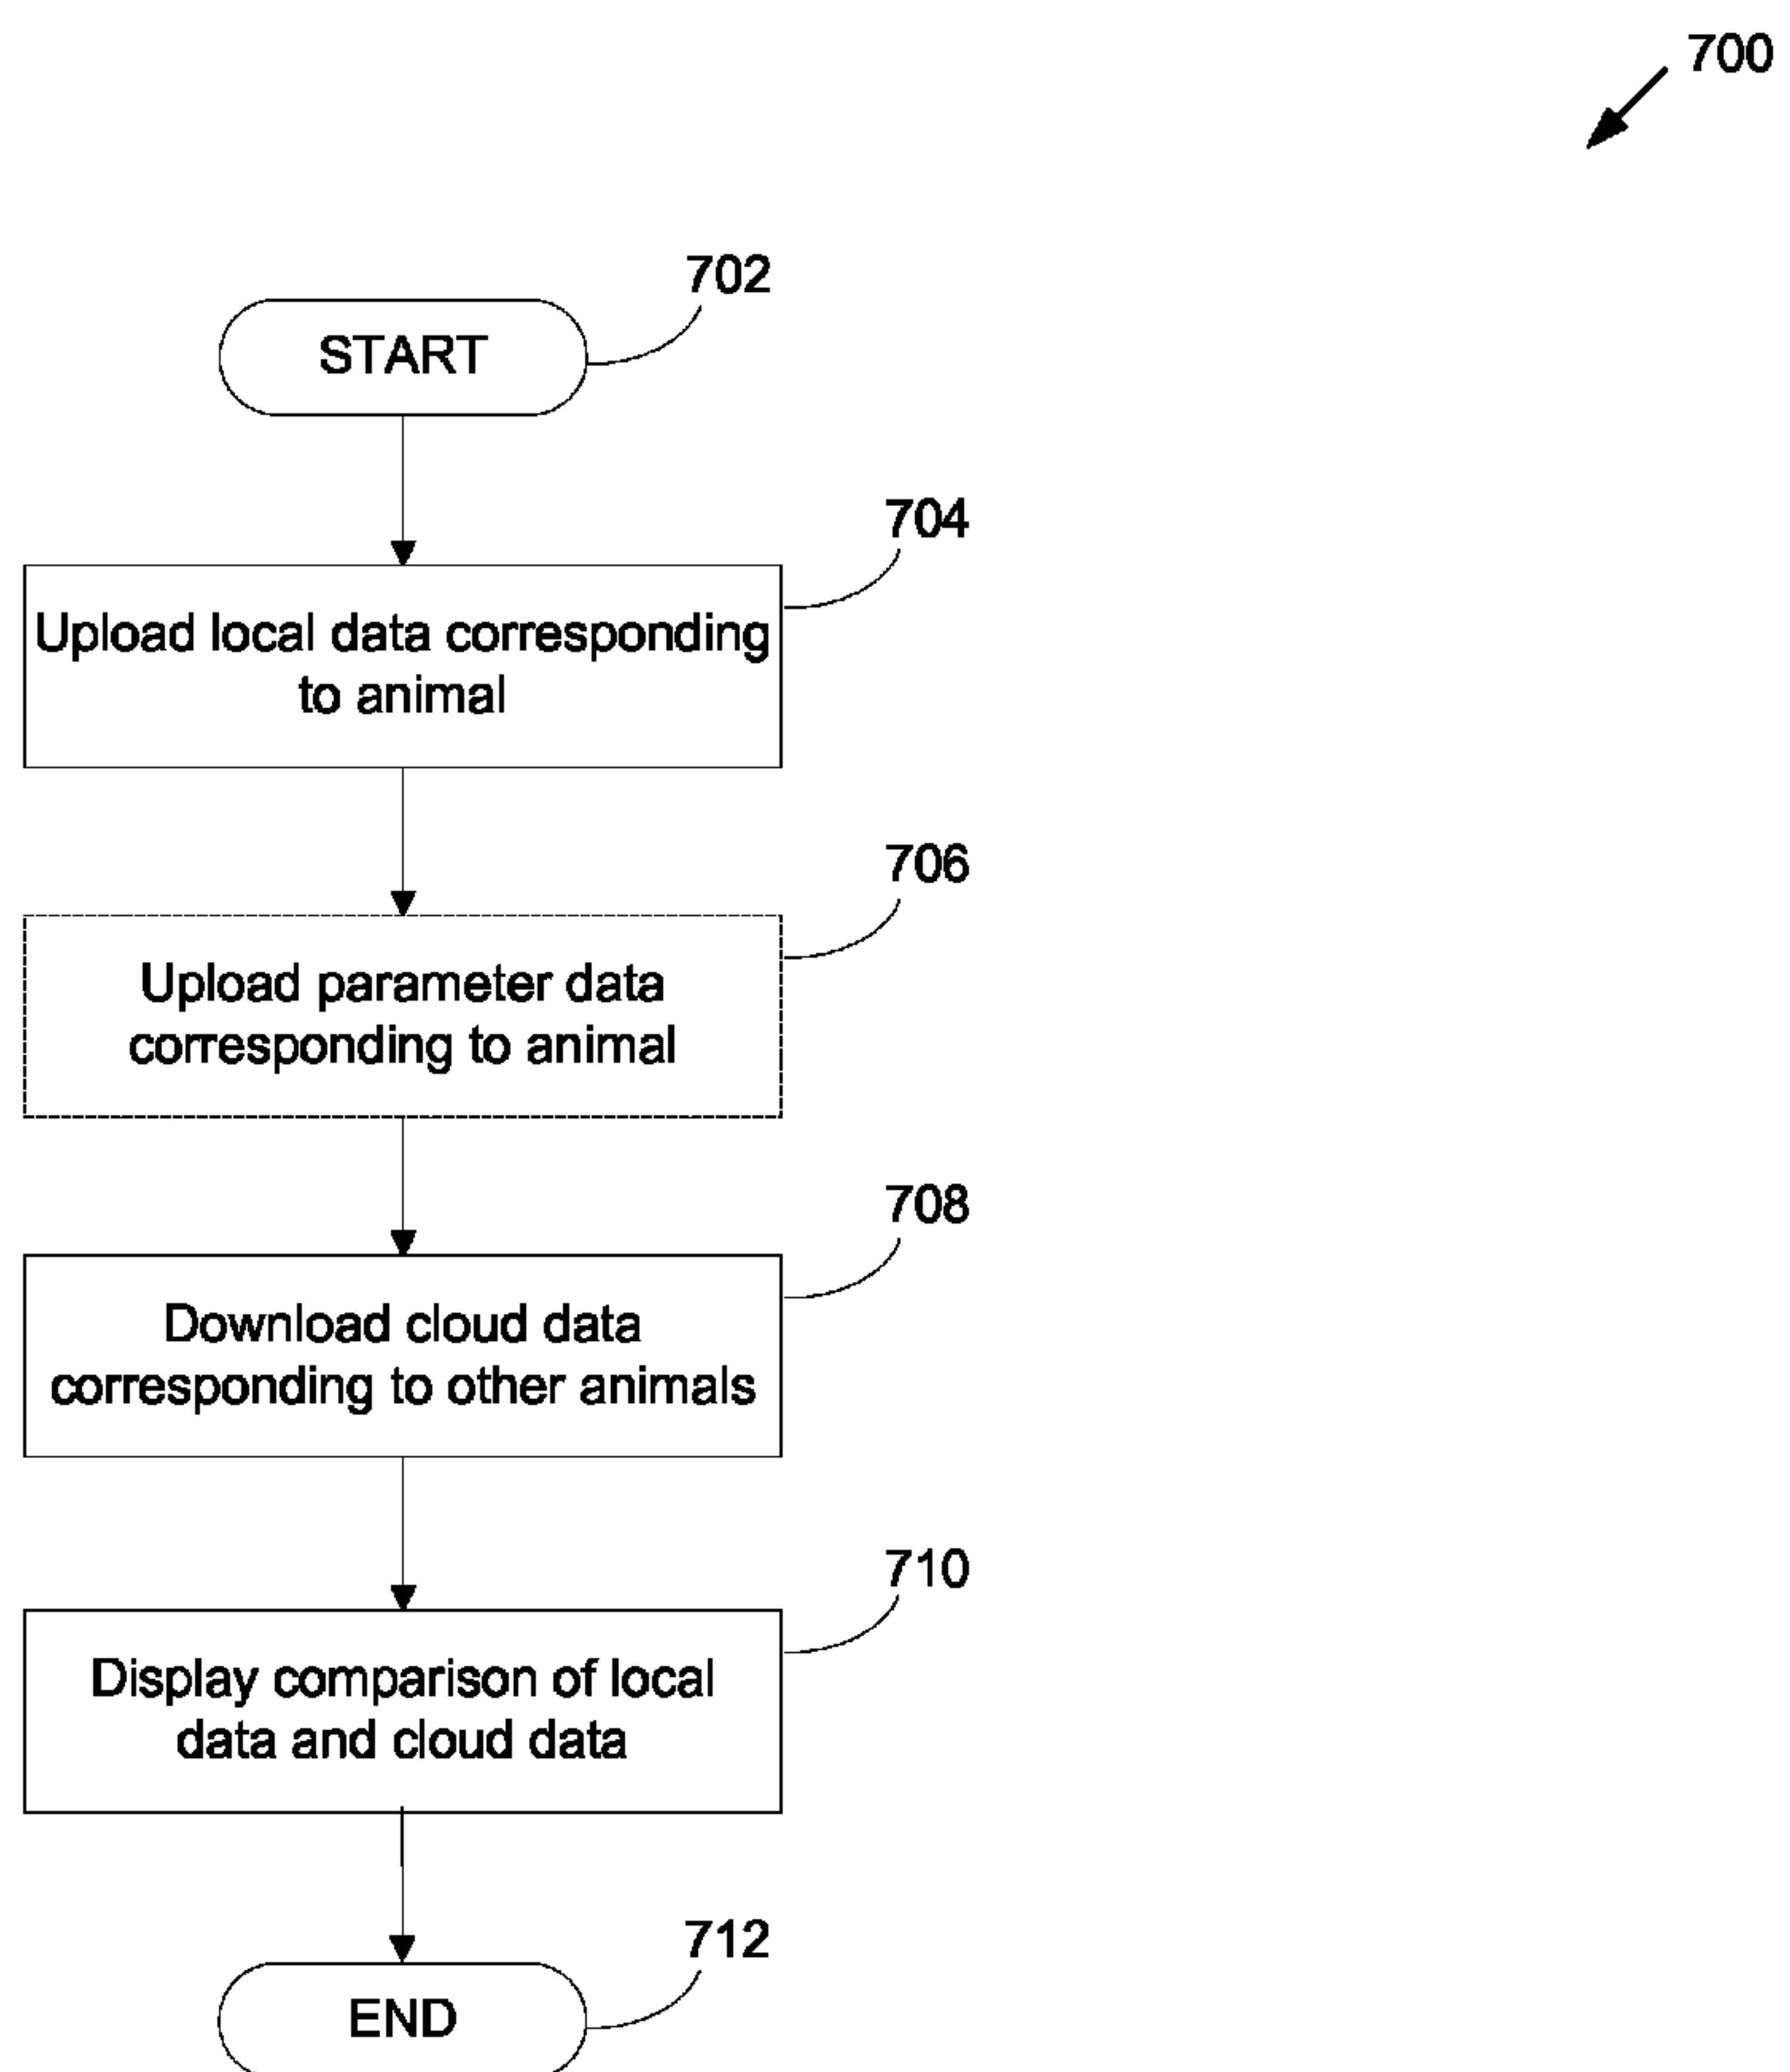 700
702
START
704
Upload local data corresponding
to animal
706
Upload parameter data
corresponding to animal
708
Download cloud data
corresponding to other animals
710
Display comparison of local
data and cloud data
712
END